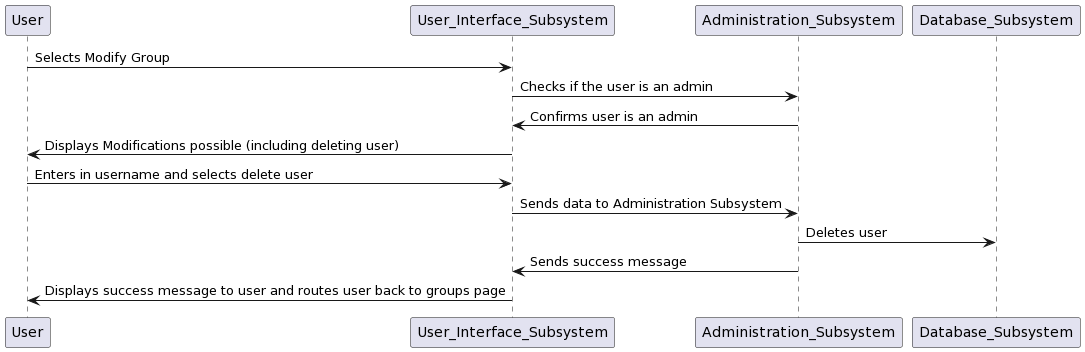 User
User_Interface_Subsystem
Administration_Subsystem
Database_Subsystem
Selects Modify Group
Checks if the user is an admin
Confirms user is an admin
Displays Modifications possible (including deleting user)
Enters in username and selects delete user
Sends data to Administration Subsystem
Deletes user
Sends success message
Displays success message to user and routes user back to groups page
User
User_Interface_Subsystem
Administration_Subsystem
Database_Subsystem